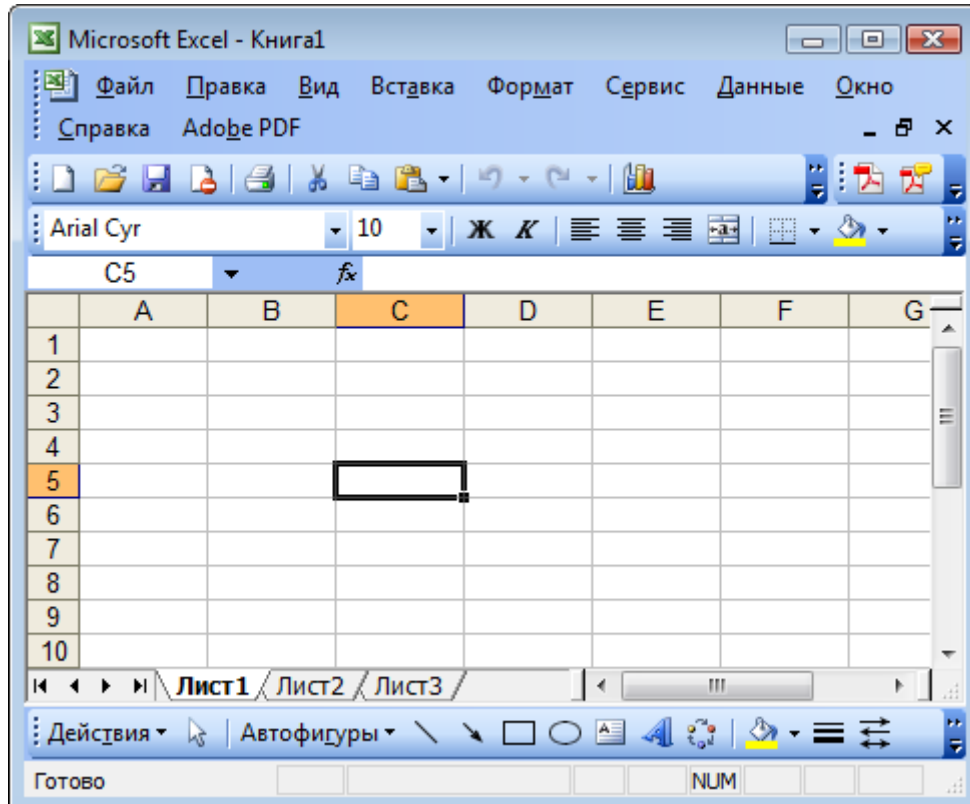 Microsoft Excel - Книга1
Файл Правка Вид Вставка Формат Сервис Данные Окно
Справка Adobe PDF
Arial Cyr 10 Ж К
C5 fx
A B C D E F G
1
2
3
4
5
6
7
8
9
10
Лист1 Лист2 Лист3
Действия Автофигуры
Готово NUM